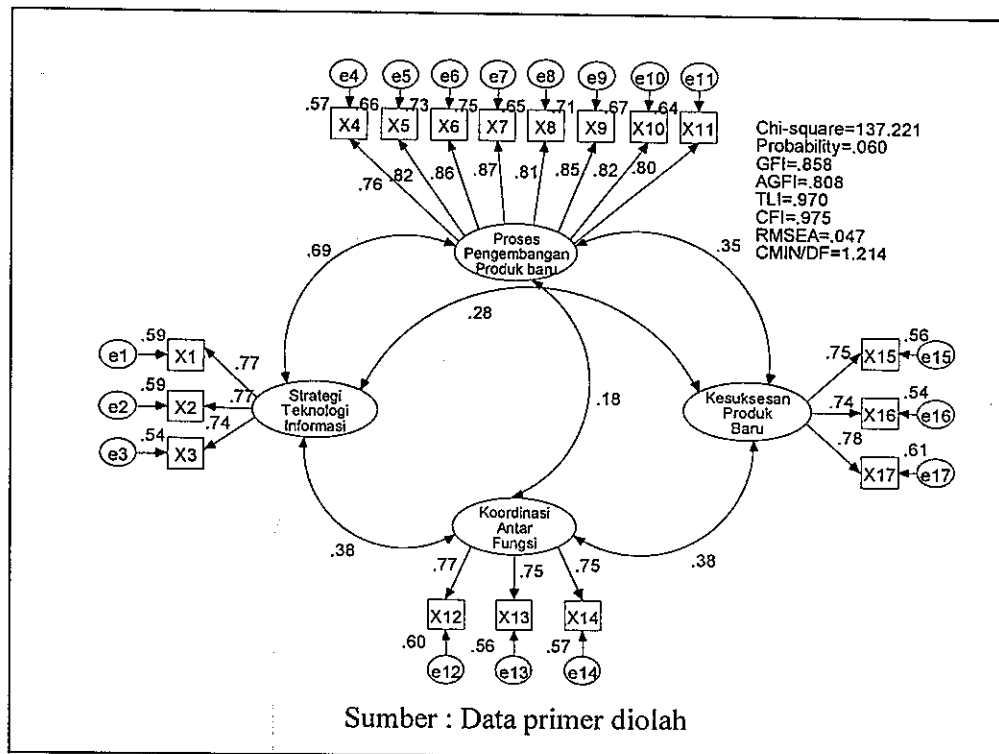 e4 e5 e6 e7 e8 e9 e10 e11
.57 .66 .73 .75 .65 .71 .67 .64
X4 X5 X6 X7 X8 X9 X10 X11
.76 .82 .86 .87 .81 .85 .82 .80
Chi-square=137.221
Probability=.060
GFI=.858
AGFI=.808
TLI=.970
CFI=.975
RMSEA=.047
CMIN/DF=1.214
Proses
Pengembangan
Produk baru
.69
.35
.28
.18
e1 .59 X1 .77
e2 .59 X2 .77
e3 .54 X3 .74
Strategi
Teknologi
Informasi
Kesuksesan
Produk
Baru
.75 X15 .56 e15
.74 X16 .54 e16
.78 X17 .61 e17
Koordinasi
Antar
Fungsi
.38
.38
.77 .75 .75
X12 X13 X14
.60 .56 .57
e12 e13 e14
Sumber : Data primer diolah